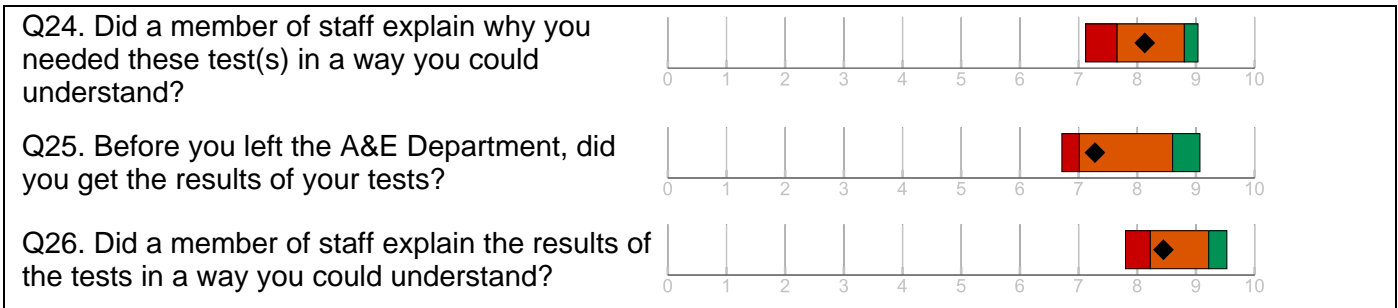 Q24. Did a member of staff explain why you
needed these test(s) in a way you could
understand?
0 1 2 3 4 5 6 7 8 9 10
Q25. Before you left the A&E Department, did
you get the results of your tests?
0 1 2 3 4 5 6 7 8 9 10
Q26. Did a member of staff explain the results of
the tests in a way you could understand?
0 1 2 3 4 5 6 7 8 9 10